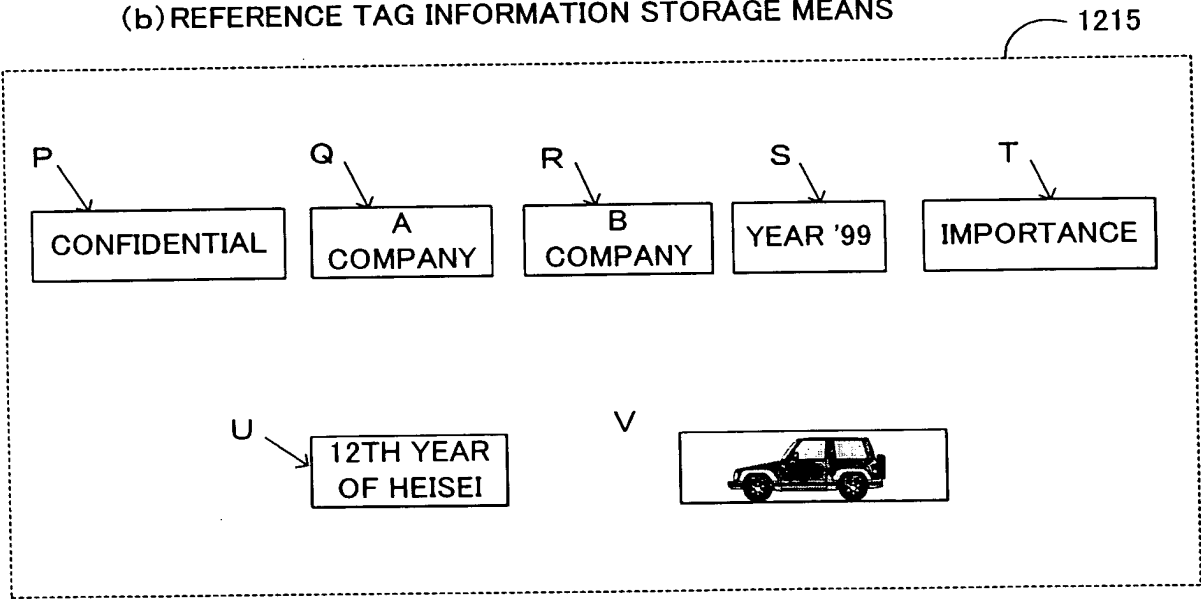 (b)REFERENCE TAG INFORMATION STORAGE MEANS
1215
P
Q
R
S
T
CONFIDENTIAL
A
COMPANY
B
COMPANY
YEAR '99
IMPORTANCE
U
V
12TH YEAR
OF HEISEI